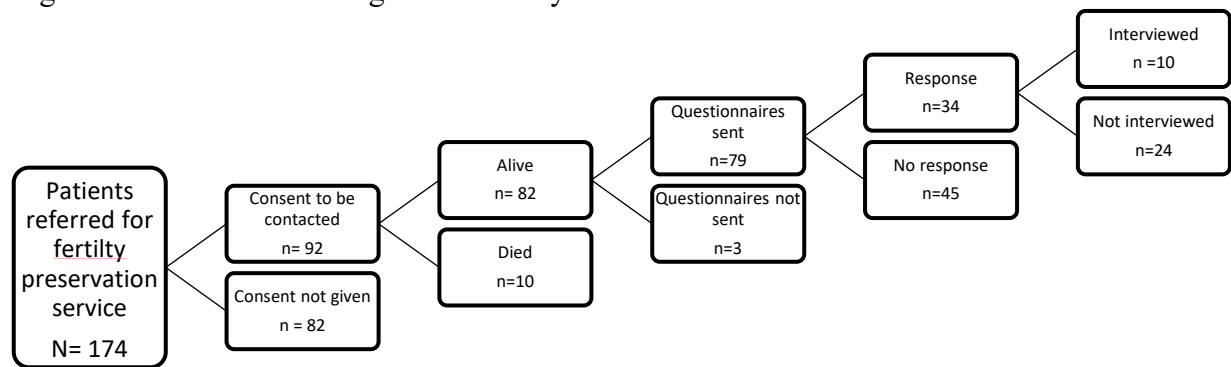 Patients
referred for
fertilty
preservation
service
N= 174
Consent to be
contacted
n= 92
Consent not given
n = 82
Alive
n= 82
Died
n=10
Questionnaires
sent
n=79
Questionnaires not
sent
n=3
Response
n=34
No response
n=45
Interviewed
n =10
Not interviewed
n=24